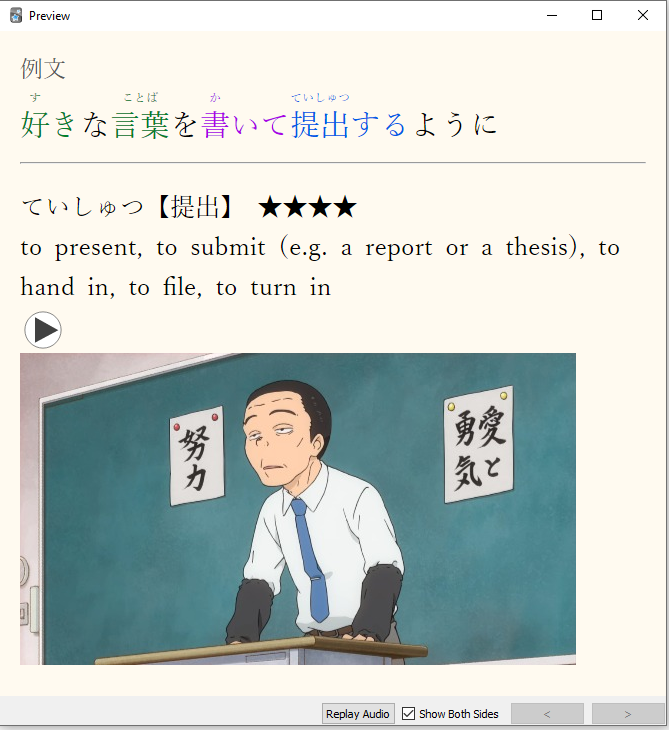 Preview
例文
す ことば か ていしゅつ
好きな言葉を書いて提出するように
ていしゅつ【提出】 ★★★★
to present, to submit (e.g. a report or a thesis), to
hand in, to file, to turn in
努力
愛と
勇気
Replay Audio
Show Both Sides
<
>